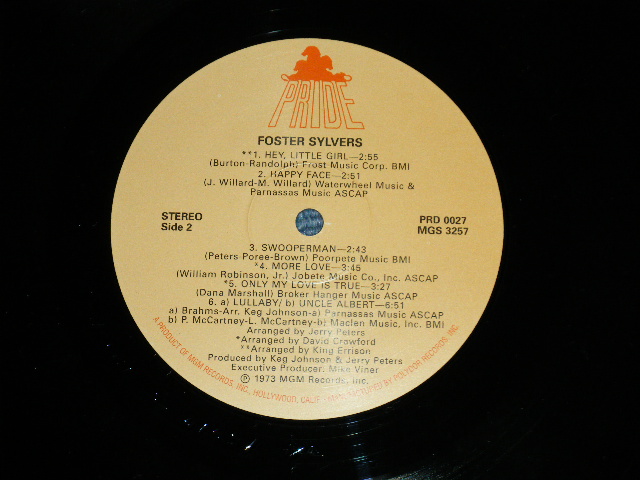 PRIDE
FOSTER SYLVERS
**1. HEY, LITTLE GIRL—2:55
(Burton-Randolph) Frost Music Corp. BMI
2. HAPPY FACE—2:51
(J. Willard-M. Willard) Waterwheel Music &
Parnassas Music ASCAP
STEREO
Side 2
PRD 0027
MGS 3257
3. SWOOPERMAN—2:43
(Peters Poree-Brown) Poorpete Music BMI
*4. MORE LOVE—3:45
(William Robinson, Jr.) Jobete Music Co., Inc. ASCAP
*5. ONLY MY LOVE IS TRUE—3:27
(Dana Marshall) Broker Hanger Music ASCAP
6. a) LULLABY/ b) UNCLE ALBERT—6:51
a) Brahms-Arr. Keg Johnson-a) Parnassas Music ASCAP
b) P. McCartney-L. McCartney-b) Maclen Music, Inc. BMI
Arranged by Jerry Peters
*Arranged by David Crawford
**Arranged by King Errison
Produced by Keg Johnson & Jerry Peters
Executive Producer: Mike Viner
℗ 1973 MGM Records, Inc.
A PRODUCT OF MGM RECORDS, INC., HOLLYWOOD, CALIF. DISTRIBUTED BY POLYDOR RECORDS, INC.